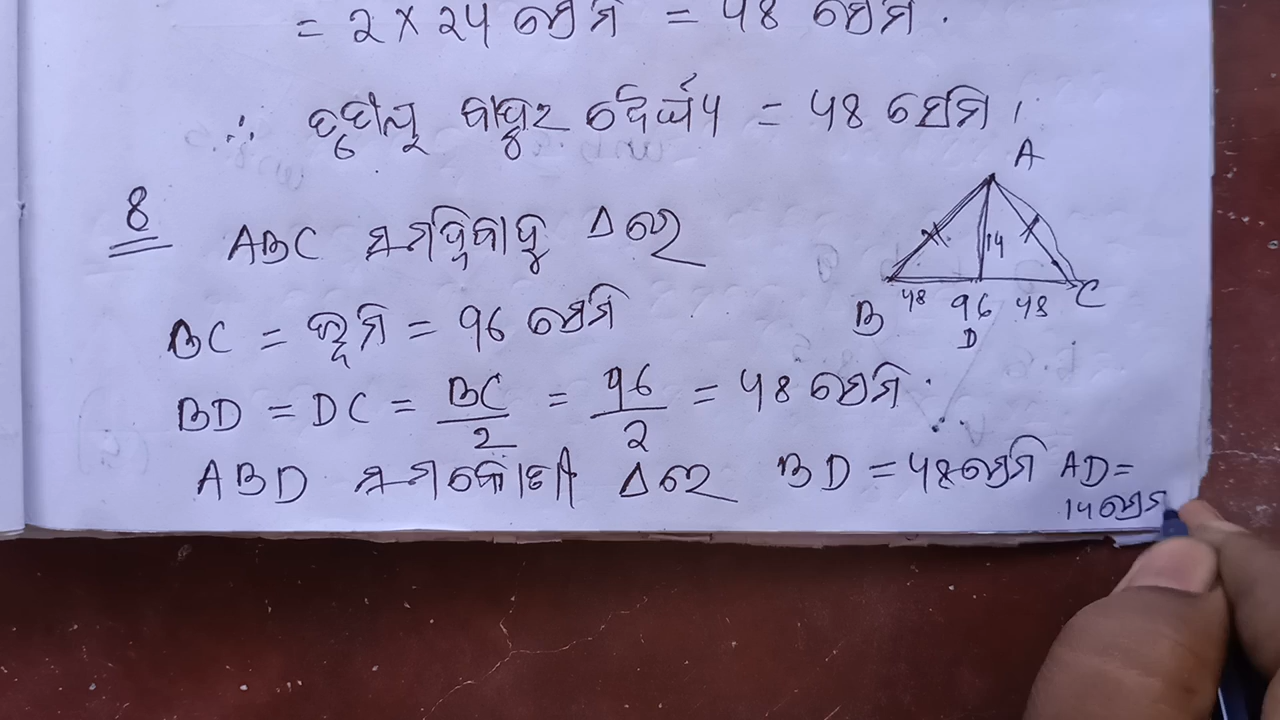 = 2 × 24 ସେମି = 48 ସେମି .
∴ ବାହୁର ଦୈର୍ଘ୍ୟ = 48 ସେମି ।
8
ABC ସମଦ୍ୱିବାହୁ Δ ରେ
A
14
B 48 96 48 C
D
BC = ଭୂମି = 96 ସେମି
BD = DC = BC/2 = 96/2 = 48 ସେମି .
ABD ସମକୋଣୀ Δ ରେ BD = 48 ସେମି AD =
14 ସେମି